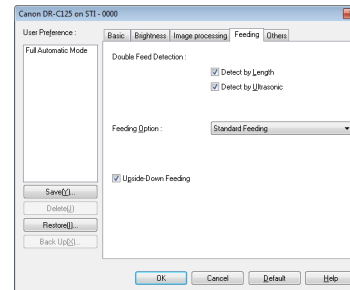 Canon DR-C125 on STI - 0000
User Preference :
Full Automatic Mode
Save(Y)...
Delete(J)
Restore(I)...
Basic Brightness Image processing Feeding Others
Double Feed Detection :
Detect by Length
Detect by Ultrasonic
Feeding Option : Standard Feeding
Upside-Down Feeding
OK Cancel Default Help